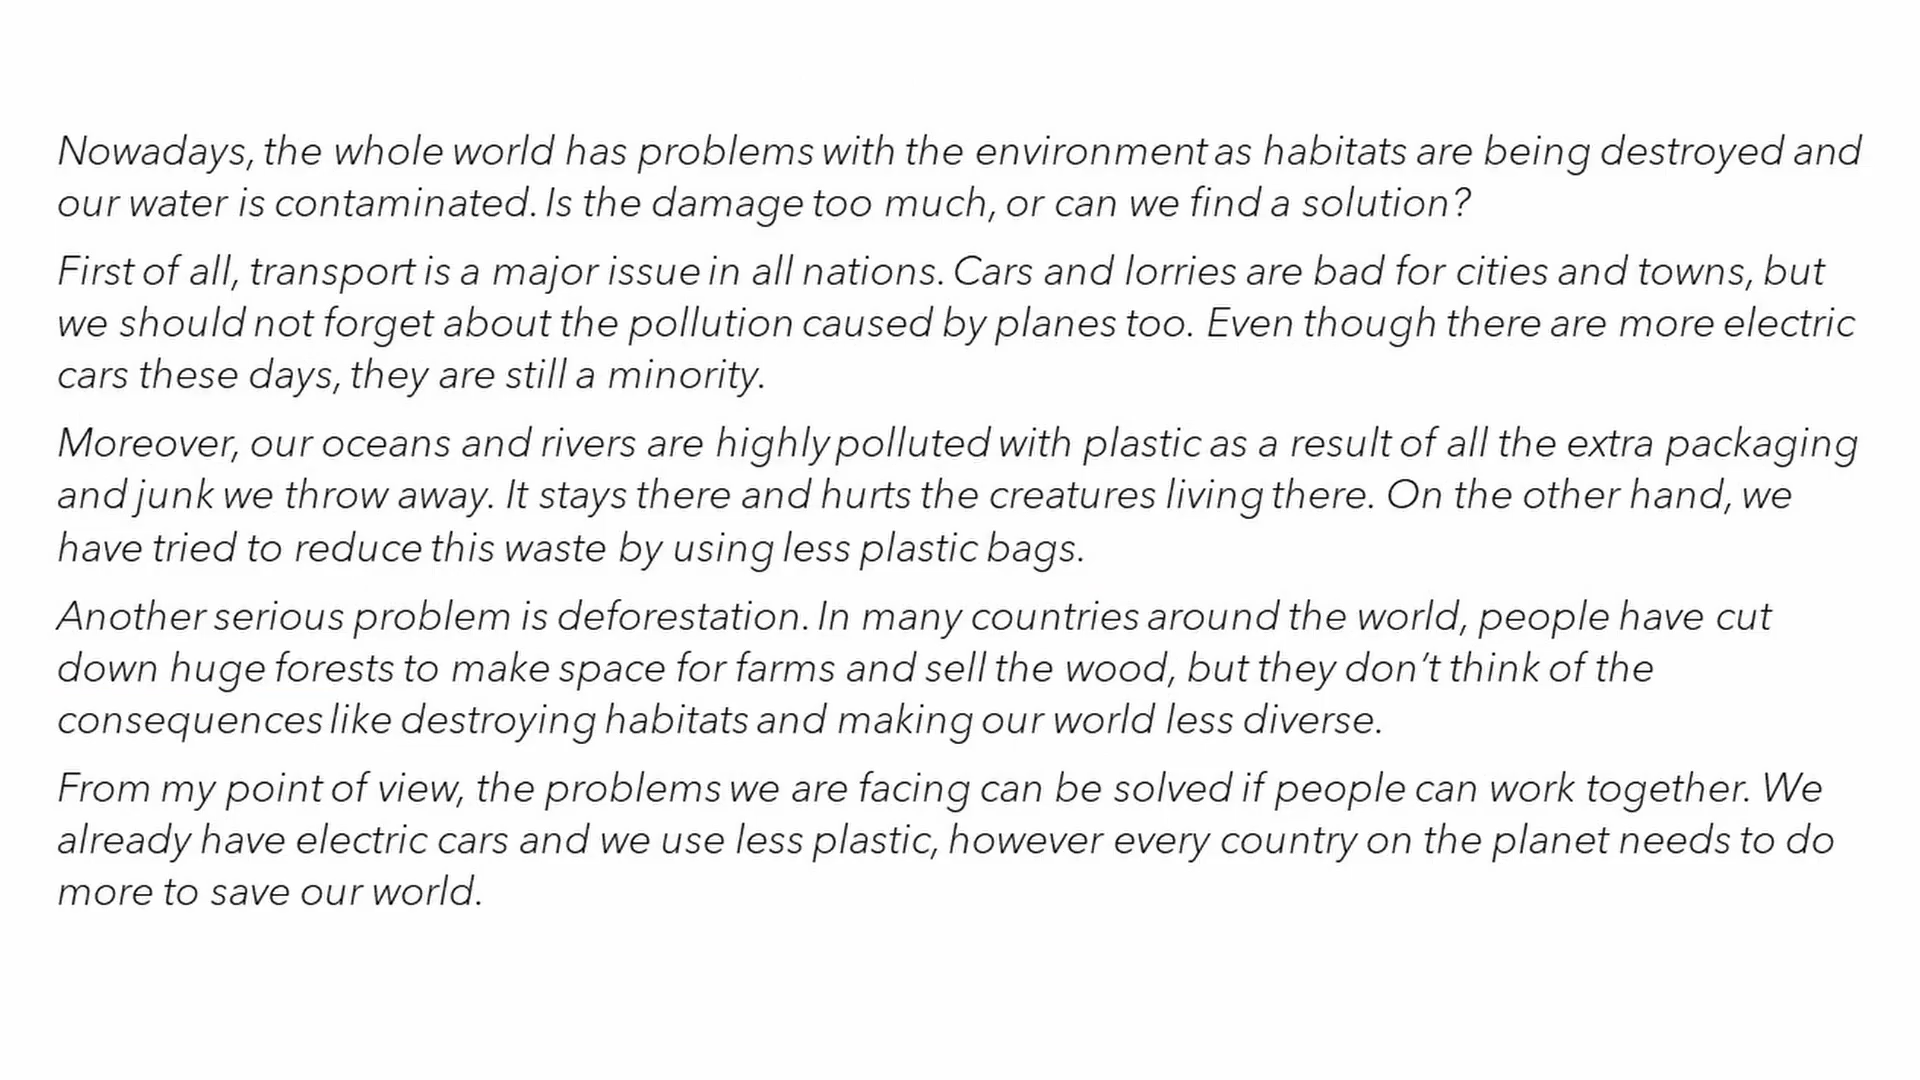 Nowadays, the whole world has problems with the environment as habitats are being destroyed and
our water is contaminated. Is the damage too much, or can we find a solution?
First of all, transport is a major issue in all nations. Cars and lorries are bad for cities and towns, but
we should not forget about the pollution caused by planes too. Even though there are more electric
cars these days, they are still a minority.
Moreover, our oceans and rivers are highly polluted with plastic as a result of all the extra packaging
and junk we throw away. It stays there and hurts the creatures living there. On the other hand, we
have tried to reduce this waste by using less plastic bags.
Another serious problem is deforestation. In many countries around the world, people have cut
down huge forests to make space for farms and sell the wood, but they don’t think of the
consequences like destroying habitats and making our world less diverse.
From my point of view, the problems we are facing can be solved if people can work together. We
already have electric cars and we use less plastic, however every country on the planet needs to do
more to save our world.